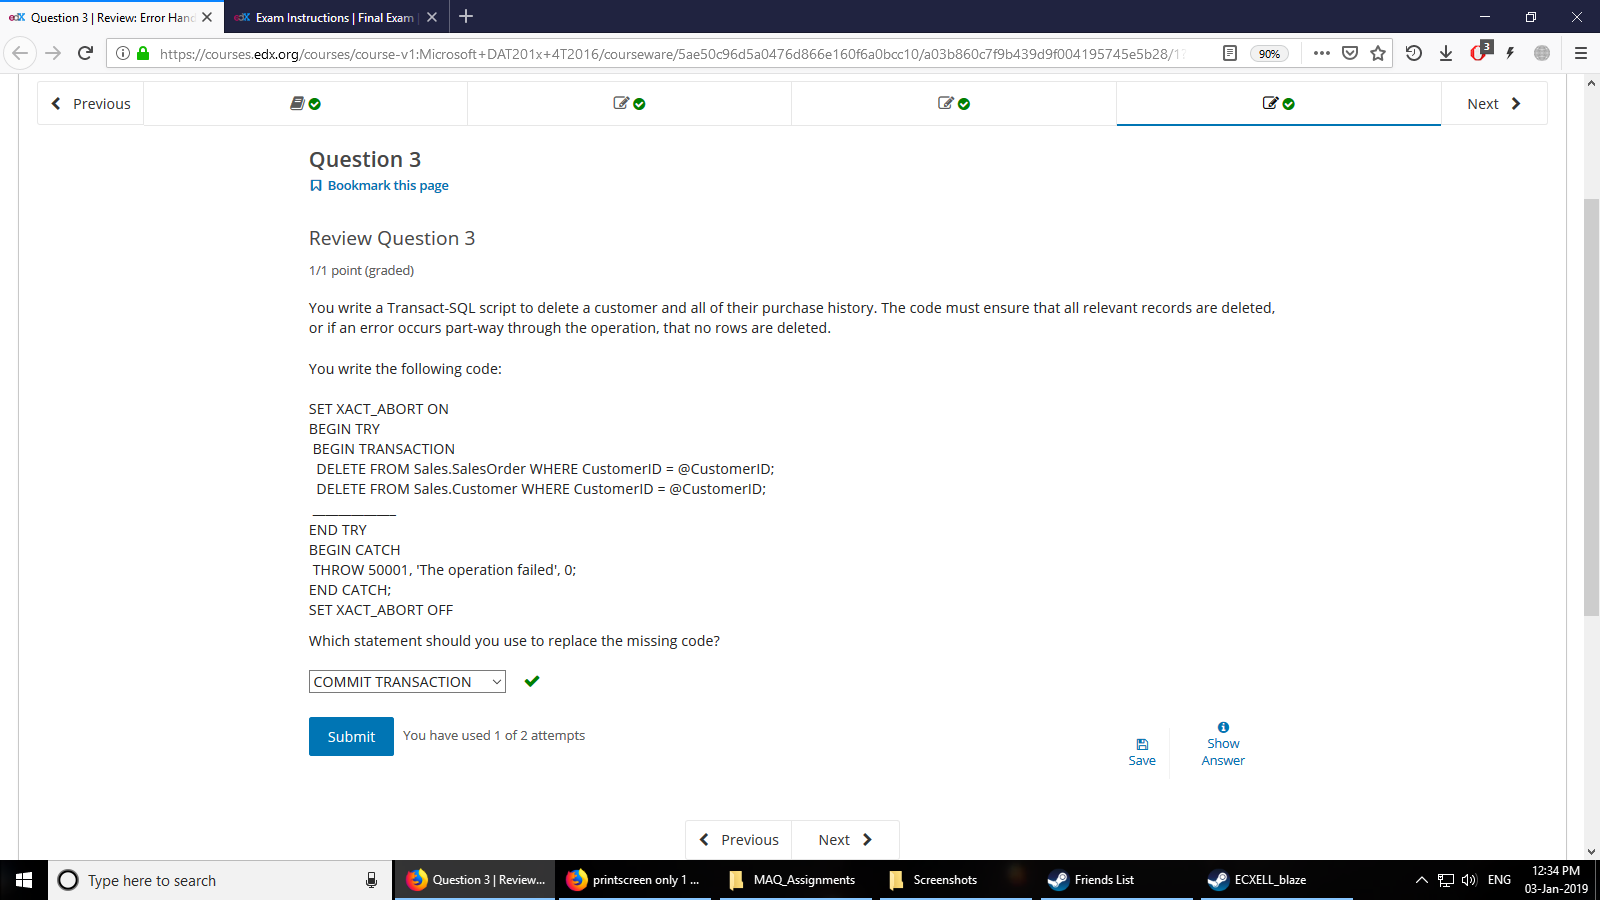 Question 3 | Review: Error Hand
Exam Instructions | Final Exam |
https://courses.edx.org/courses/course-v1:Microsoft+DAT201x+4T2016/courseware/5ae50c96d5a0476d866e160f6a0bcc10/a03b860c7f9b439d9f004195745e5b28/1?
90%
3
Previous
Next
Question 3
Bookmark this page
Review Question 3
1/1 point (graded)
You write a Transact-SQL script to delete a customer and all of their purchase history. The code must ensure that all relevant records are deleted,
or if an error occurs part-way through the operation, that no rows are deleted.
You write the following code:
SET XACT_ABORT ON
BEGIN TRY
BEGIN TRANSACTION
DELETE FROM Sales.SalesOrder WHERE CustomerID = @CustomerID;
DELETE FROM Sales.Customer WHERE CustomerID = @CustomerID;
_____________
END TRY
BEGIN CATCH
THROW 50001, 'The operation failed', 0;
END CATCH;
SET XACT_ABORT OFF
Which statement should you use to replace the missing code?
COMMIT TRANSACTION
Submit
You have used 1 of 2 attempts
Save
Show
Answer
Previous
Next
Type here to search
Question 3 | Review...
printscreen only 1 ...
MAQ_Assignments
Screenshots
Friends List
ECXELL_blaze
ENG
12:34 PM
03-Jan-2019